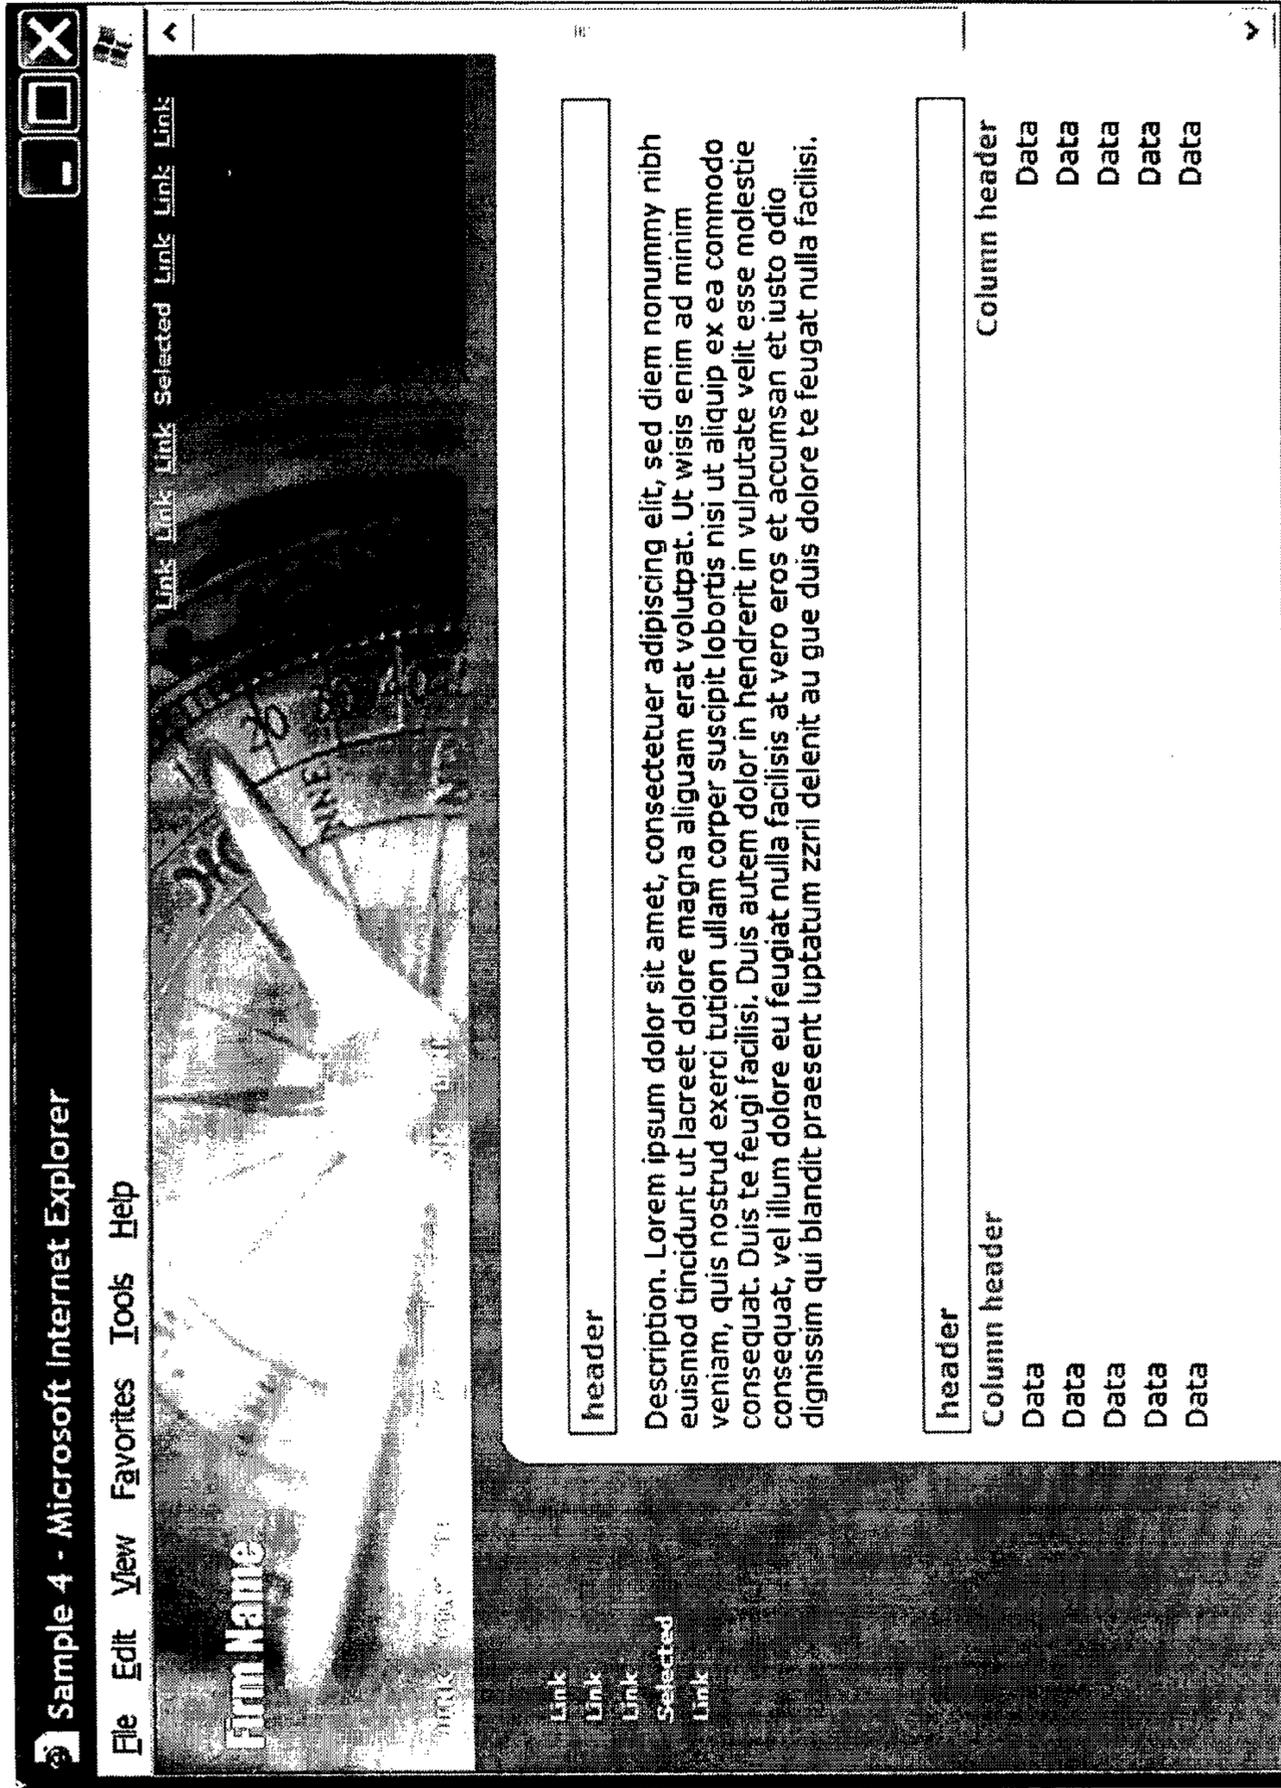 Sample 4 - Microsoft Internet Explorer
File Edit View Favorites Tools Help
Link Link Link Selected Link Link Link
Firm Name
20
Link
Link
Link
Selected
Link
header
Description. Lorem ipsum dolor sit amet, consectetuer adipiscing elit, sed diem nonummy nibh
euismod tincidunt ut lacreet dolore magna aliguam erat volutpat. Ut wisis enim ad minim
veniam, quis nostrud exerci tution ullam corper suscipit lobortis nisi ut aliquip ex ea commodo
consequat. Duis te feugi facilisi. Duis autem dolor in hendrerit in vulputate velit esse molestie
consequat, vel illum dolore eu feugiat nulla facilisis at vero eros et accumsan et iusto odio
dignissim qui blandit praesent luptatum zzril delenit au gue duis dolore te feugat nulla facilisi.
header
Column header Column header
Data Data
Data Data
Data Data
Data Data
Data Data